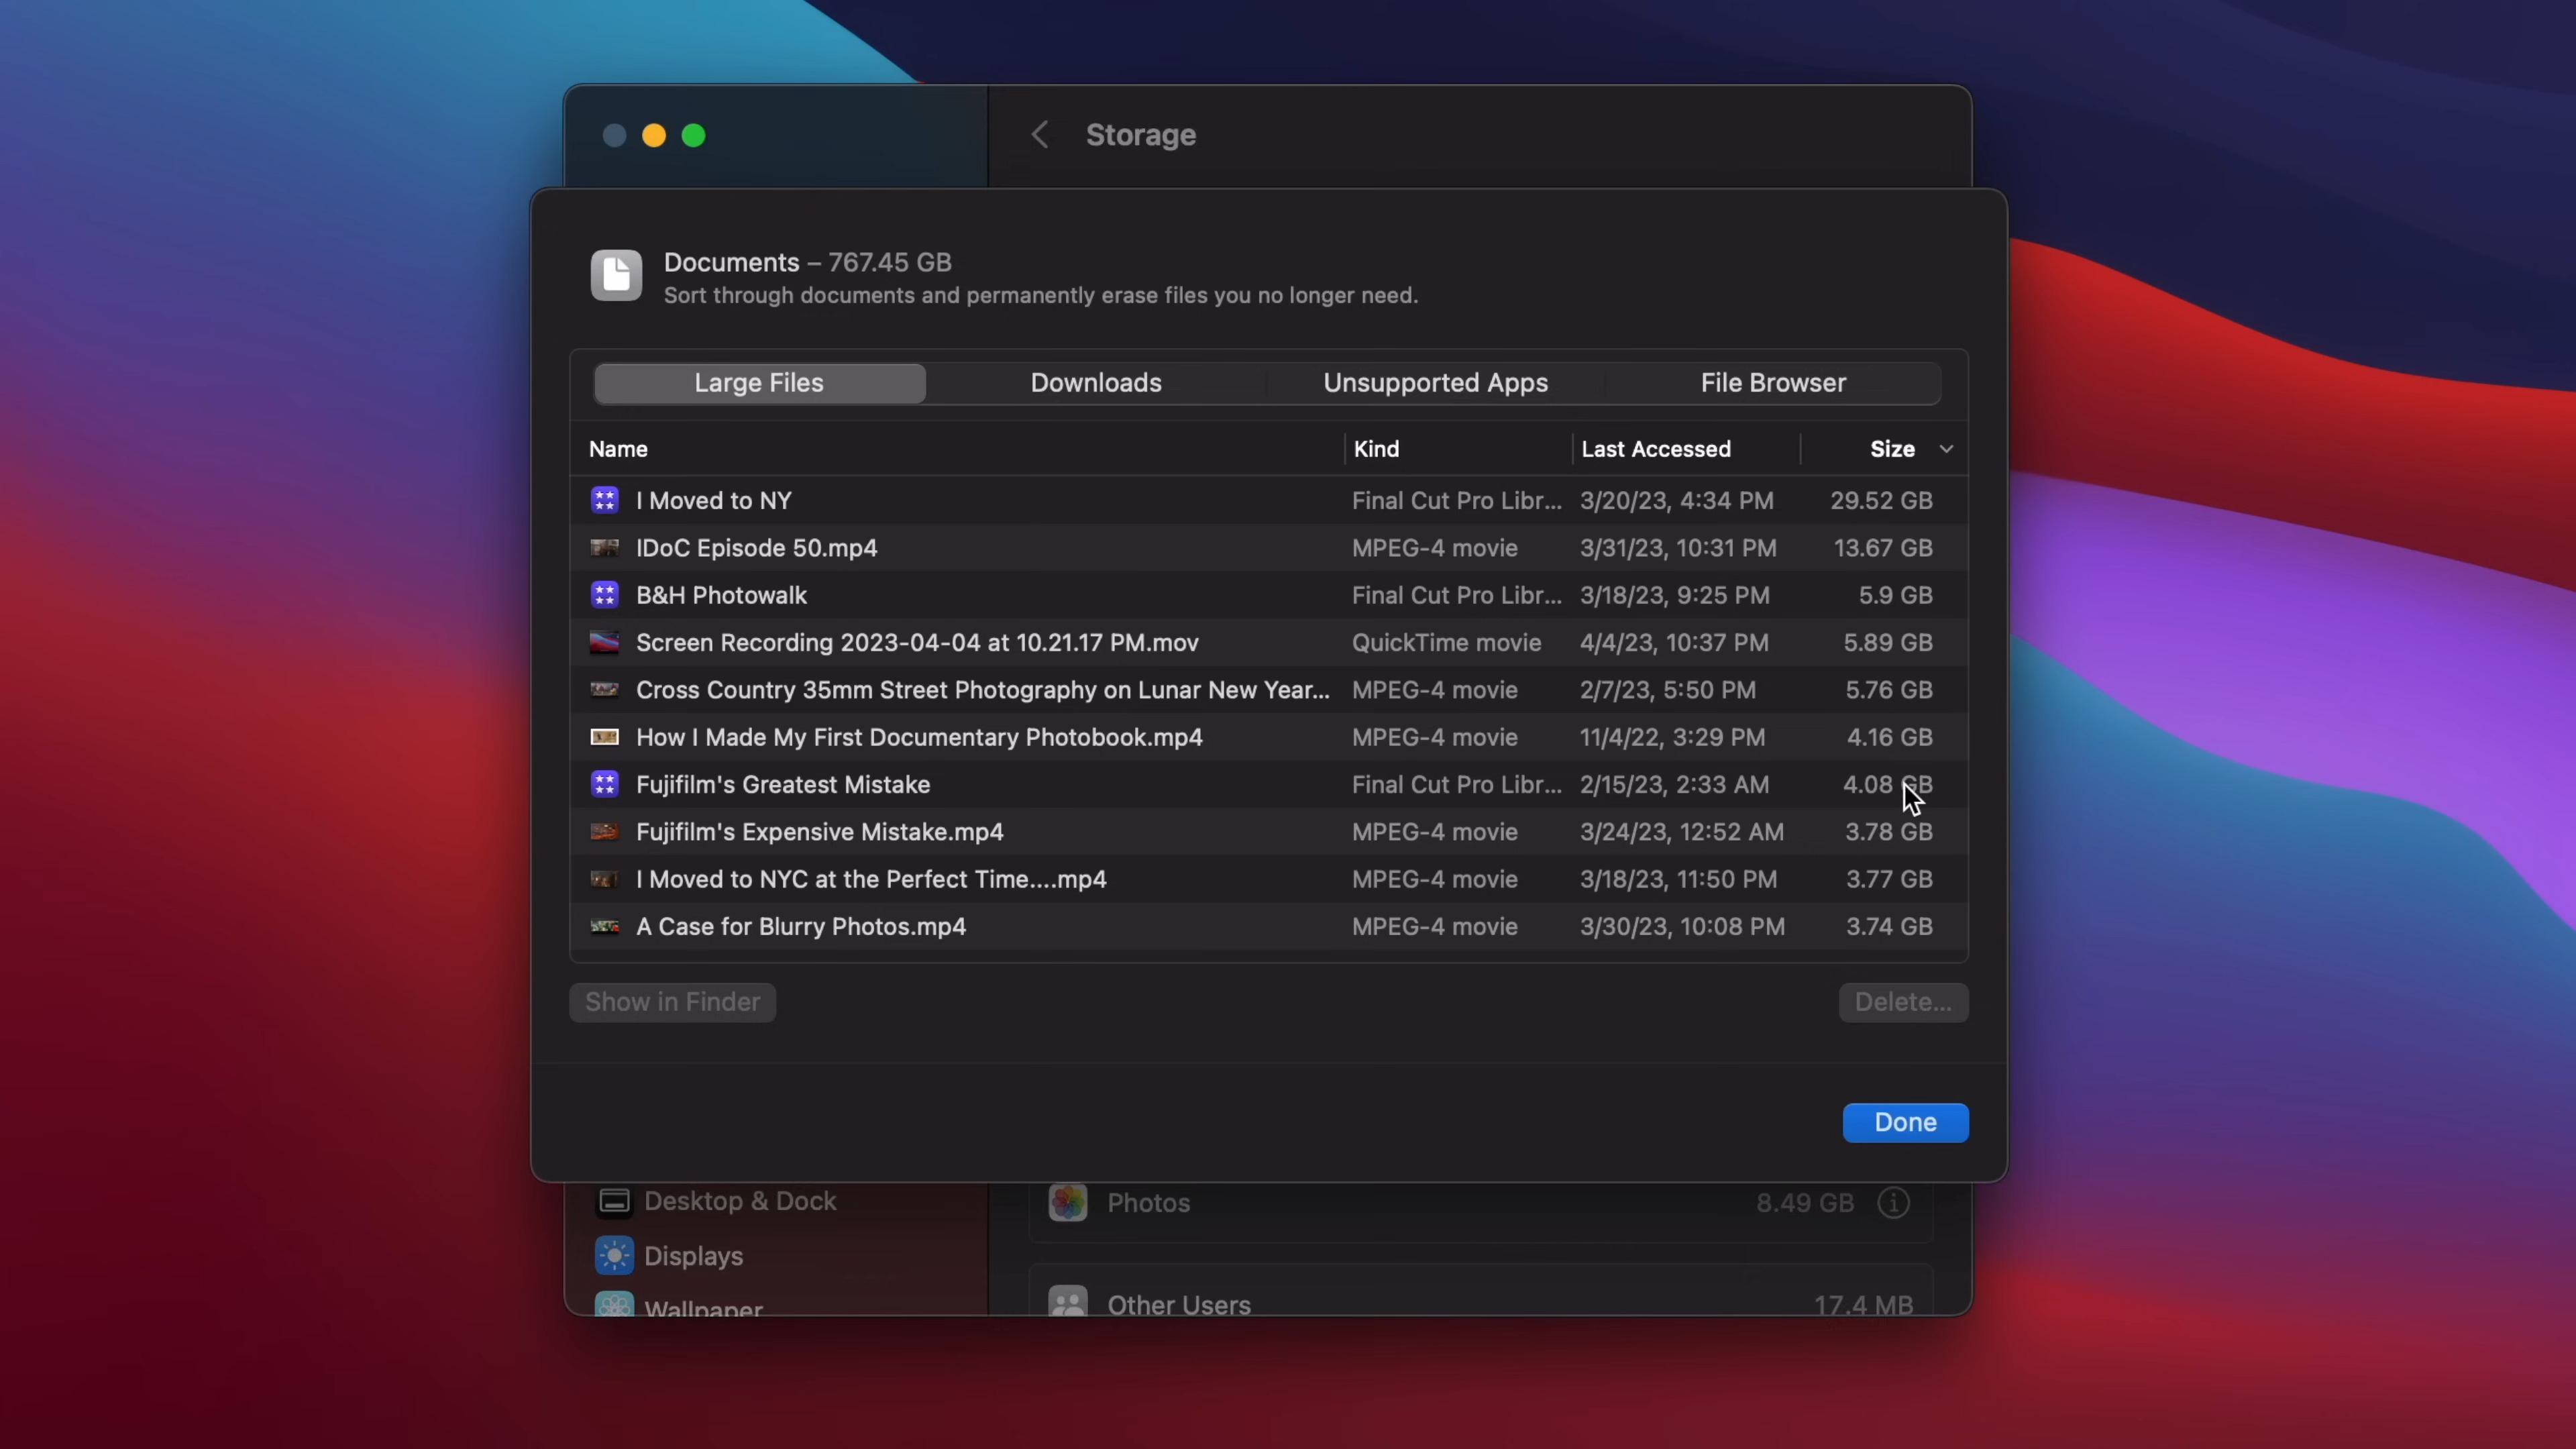 Storage
Documents – 767.45 GB
Sort through documents and permanently erase files you no longer need.
Large Files Downloads Unsupported Apps File Browser
Name Kind Last Accessed Size
I Moved to NY Final Cut Pro Libr... 3/20/23, 4:34 PM 29.52 GB
IDoC Episode 50.mp4 MPEG-4 movie 3/31/23, 10:31 PM 13.67 GB
B&H Photowalk Final Cut Pro Libr... 3/18/23, 9:25 PM 5.9 GB
Screen Recording 2023-04-04 at 10.21.17 PM.mov QuickTime movie 4/4/23, 10:37 PM 5.89 GB
Cross Country 35mm Street Photography on Lunar New Year... MPEG-4 movie 2/7/23, 5:50 PM 5.76 GB
How I Made My First Documentary Photobook.mp4 MPEG-4 movie 11/4/22, 3:29 PM 4.16 GB
Fujifilm's Greatest Mistake Final Cut Pro Libr... 2/15/23, 2:33 AM 4.08 GB
Fujifilm's Expensive Mistake.mp4 MPEG-4 movie 3/24/23, 12:52 AM 3.78 GB
I Moved to NYC at the Perfect Time....mp4 MPEG-4 movie 3/18/23, 11:50 PM 3.77 GB
A Case for Blurry Photos.mp4 MPEG-4 movie 3/30/23, 10:08 PM 3.74 GB
Show in Finder Delete...
Done
Desktop & Dock Photos 8.49 GB
Displays
Wallpaper Other Users 17.4 MB